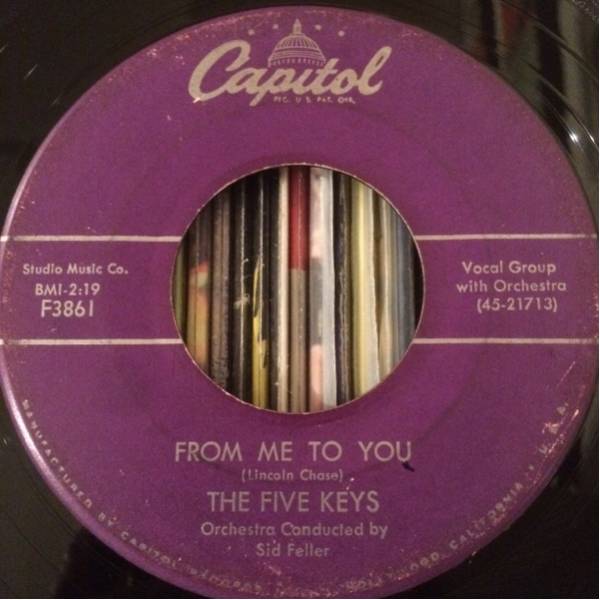 Capitol
REG. U.S. PAT. OFF.
Studio Music Co.
BMI-2:19
F3861
Vocal Group
with Orchestra
(45-21713)
FROM ME TO YOU
(Lincoln Chase)
THE FIVE KEYS
Orchestra Conducted by
Sid Feller
MANUFACTURED BY CAPITOL RECORDS HOLLYWOOD, CALIFORNIA, U.S.A.